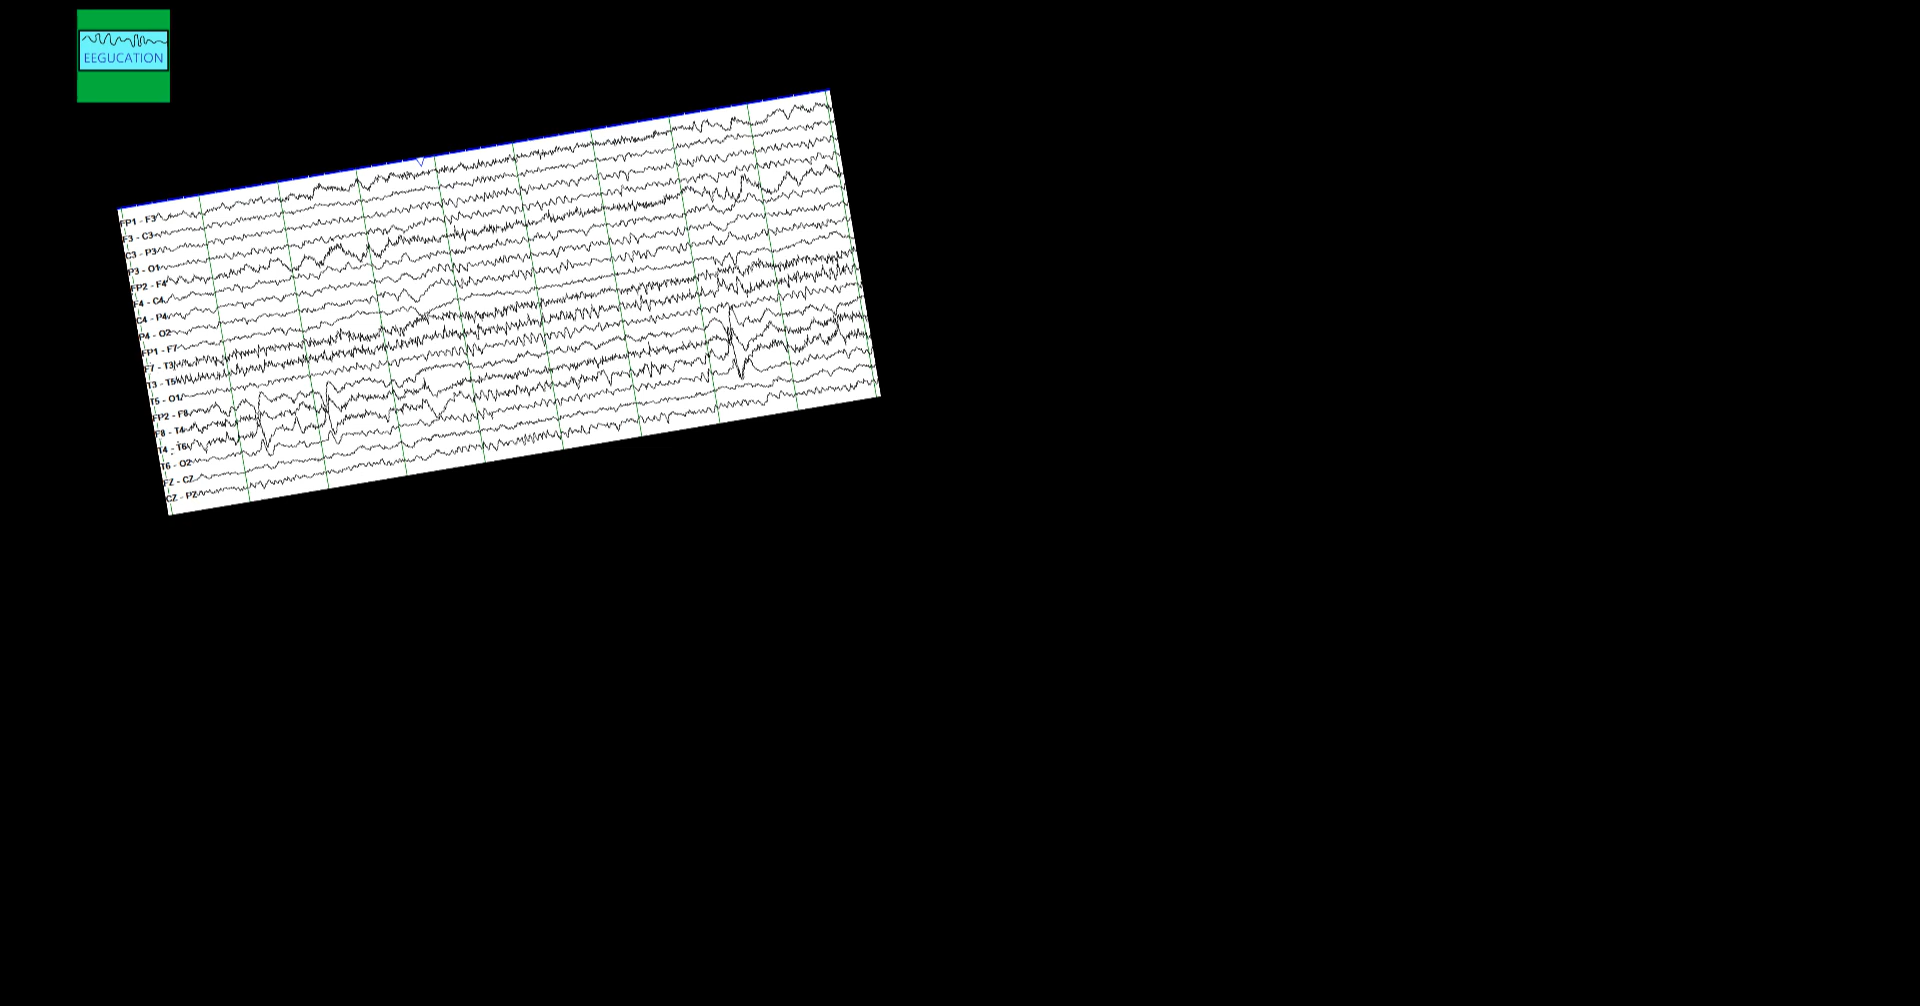 EEGUCATION
FP1 - F3
F3 - C3
C3 - P3
P3 - O1
FP2 - F4
F4 - C4
C4 - P4
P4 - O2
FP1 - F7
F7 - T3
T3 - T5
T5 - O1
FP2 - F8
F8 - T4
T4 - T6
T6 - O2
FZ - CZ
CZ - PZ